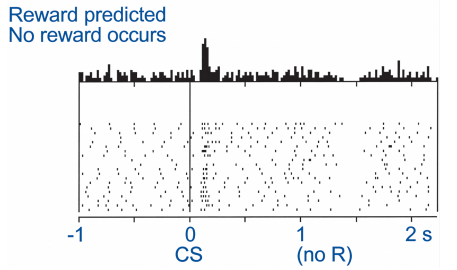 Reward predicted
No reward occurs
-1 0 1 2 s
CS (no R)